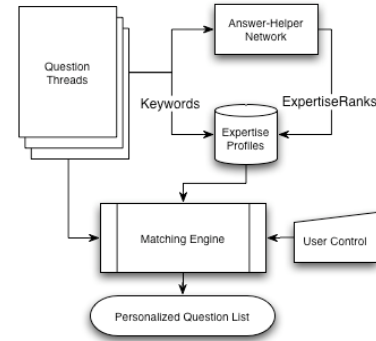 Question
Threads
Answer-Helper
Network
Keywords
ExpertiseRanks
Expertise
Profiles
Matching Engine
User Control
Personalized Question List